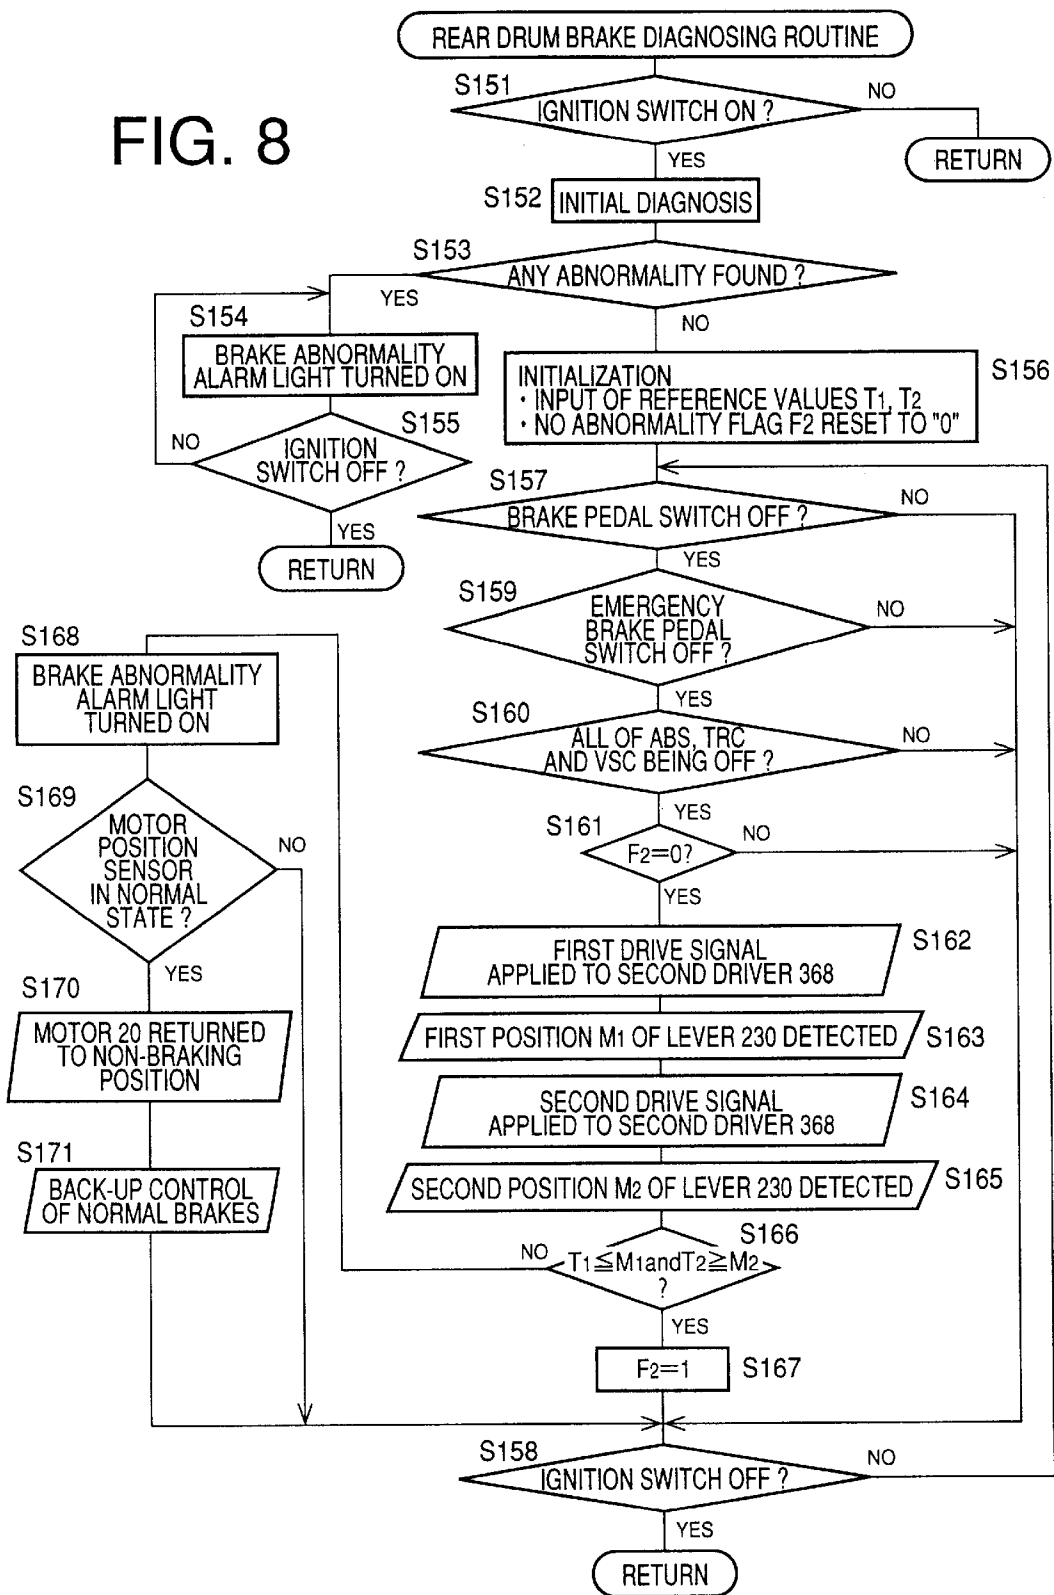 FIG. 8
REAR DRUM BRAKE DIAGNOSING ROUTINE
S151
IGNITION SWITCH ON ?
NO
RETURN
YES
S152
INITIAL DIAGNOSIS
S153
ANY ABNORMALITY FOUND ?
YES
NO
S154
BRAKE ABNORMALITY
ALARM LIGHT TURNED ON
S155
NO
IGNITION
SWITCH OFF ?
YES
RETURN
S156
INITIALIZATION
・INPUT OF REFERENCE VALUES T1, T2
・NO ABNORMALITY FLAG F2 RESET TO "0"
S157
NO
BRAKE PEDAL SWITCH OFF ?
YES
S159
EMERGENCY
BRAKE PEDAL
SWITCH OFF ?
NO
YES
S160
ALL OF ABS, TRC
AND VSC BEING OFF ?
NO
YES
S161
F2=0?
NO
YES
FIRST DRIVE SIGNAL
APPLIED TO SECOND DRIVER 368
S162
FIRST POSITION M1 OF LEVER 230 DETECTED
S163
SECOND DRIVE SIGNAL
APPLIED TO SECOND DRIVER 368
S164
SECOND POSITION M2 OF LEVER 230 DETECTED
S165
S166
NO
T1≦M1andT2≧M2
?
YES
F2=1
S167
S168
BRAKE ABNORMALITY
ALARM LIGHT
TURNED ON
S169
MOTOR
POSITION
SENSOR
IN NORMAL
STATE ?
NO
YES
S170
MOTOR 20 RETURNED
TO NON-BRAKING
POSITION
S171
BACK-UP CONTROL
OF NORMAL BRAKES
S158
IGNITION SWITCH OFF ?
NO
YES
RETURN